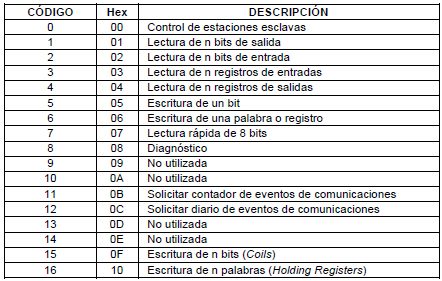 CÓDIGO Hex DESCRIPCIÓN
0 00 Control de estaciones esclavas
1 01 Lectura de n bits de salida
2 02 Lectura de n bits de entrada
3 03 Lectura de n registros de entradas
4 04 Lectura de n registros de salidas
5 05 Escritura de un bit
6 06 Escritura de una palabra o registro
7 07 Lectura rápida de 8 bits
8 08 Diagnóstico
9 09 No utilizada
10 0A No utilizada
11 0B Solicitar contador de eventos de comunicaciones
12 0C Solicitar diario de eventos de comunicaciones
13 0D No utilizada
14 0E No utilizada
15 0F Escritura de n bits (Coils)
16 10 Escritura de n palabras (Holding Registers)